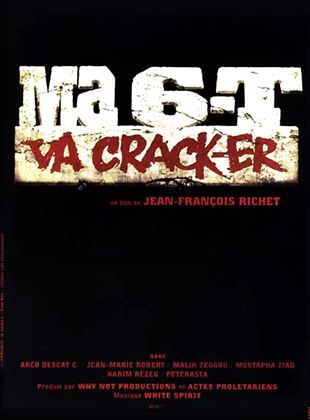 Ma 6-T
VA CRACK-ER
un film de JEAN-FRANÇOIS RICHET
avec
ARCO DESCAT C. / JEAN-MARIE ROBERT / MALIK ZEGGOU / MUSTAPHA ZIAD
KARIM REZEG / PETERASTA
Produit par WHY NOT PRODUCTIONS et ACTES PROLETARIENS
Musique WHITE SPIRIT